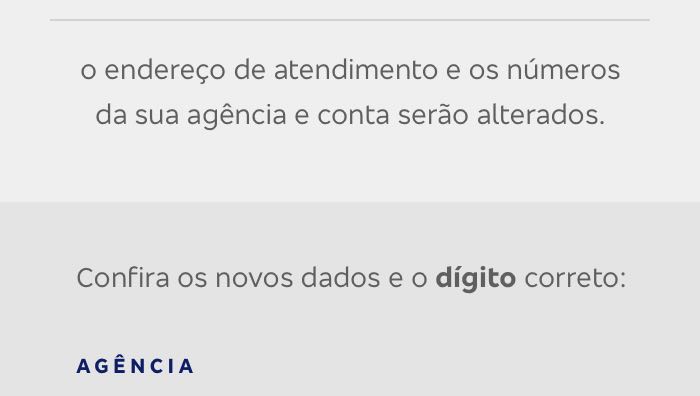 o endereço de atendimento e os números
da sua agência e conta serão alterados.
Confira os novos dados e o dígito correto:
AGÊNCIA